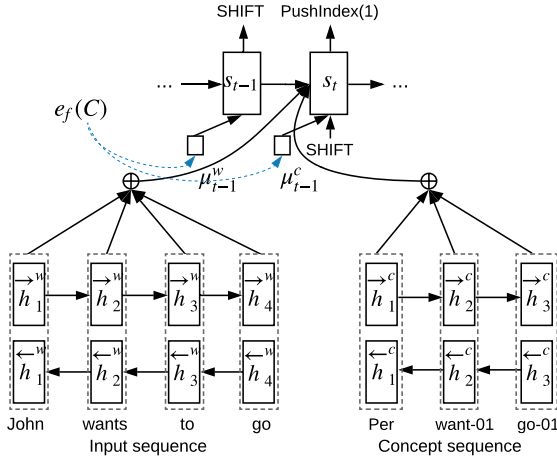 SHIFT PushIndex(1)
... s_{t-1} s_t ...
e_f(C)
SHIFT
μ^w_{t-1} μ^c_{t-1}
⊕ ⊕
→h^w_1 →h^w_2 →h^w_3 →h^w_4 →h^c_1 →h^c_2 →h^c_3
←h^w_1 ←h^w_2 ←h^w_3 ←h^w_4 ←h^c_1 ←h^c_2 ←h^c_3
John wants to go Per want-01 go-01
Input sequence Concept sequence